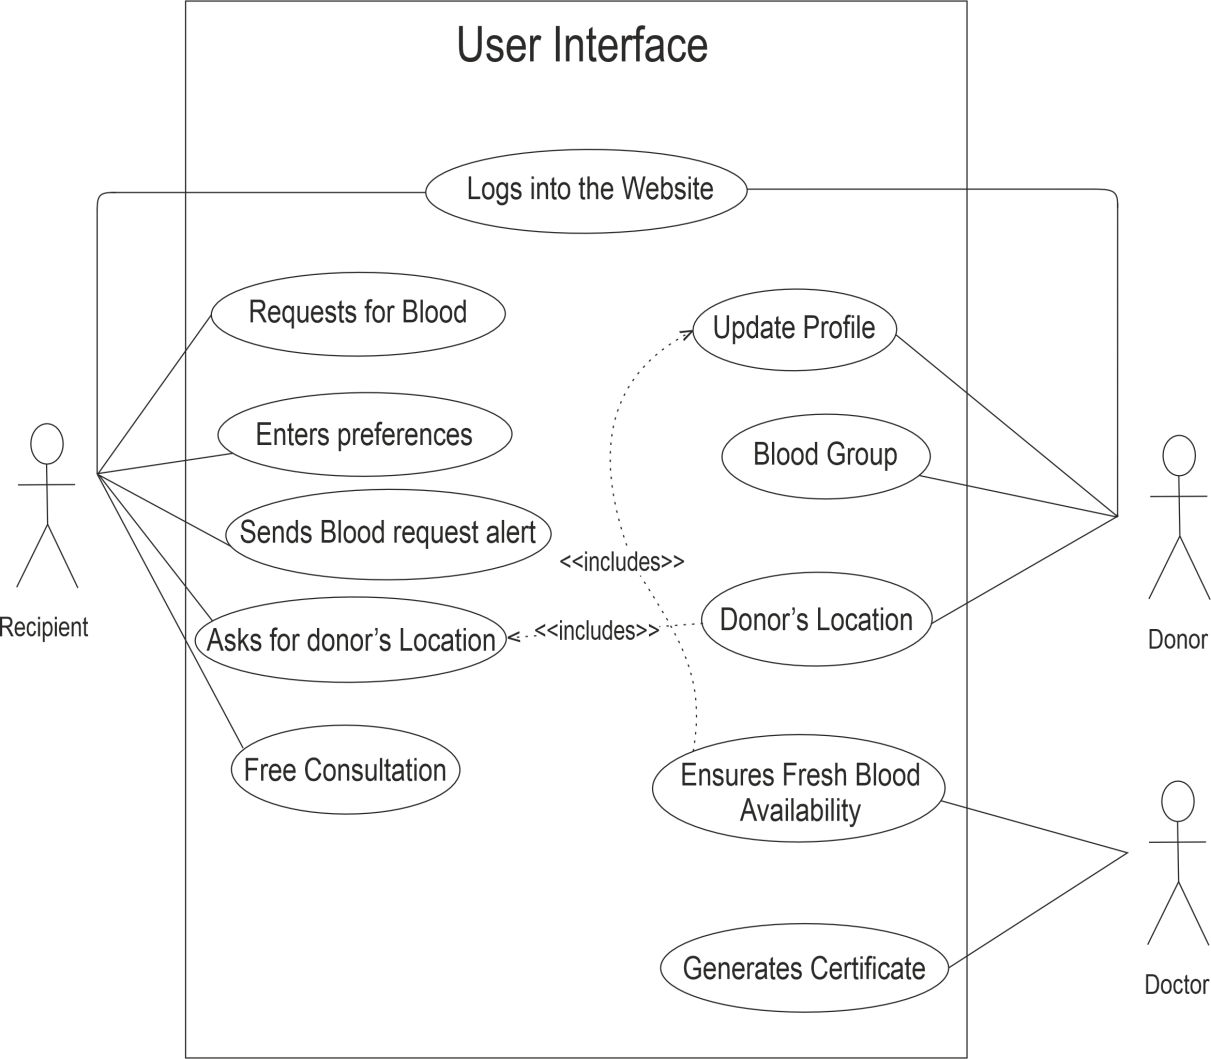 User Interface
Logs into the Website
Requests for Blood
Update Profile
Enters preferences
Blood Group
Sends Blood request alert
<<includes>>
Recipient
Asks for donor’s Location
<<includes>>
Donor’s Location
Donor
Free Consultation
Ensures Fresh Blood
Availability
Generates Certificate
Doctor